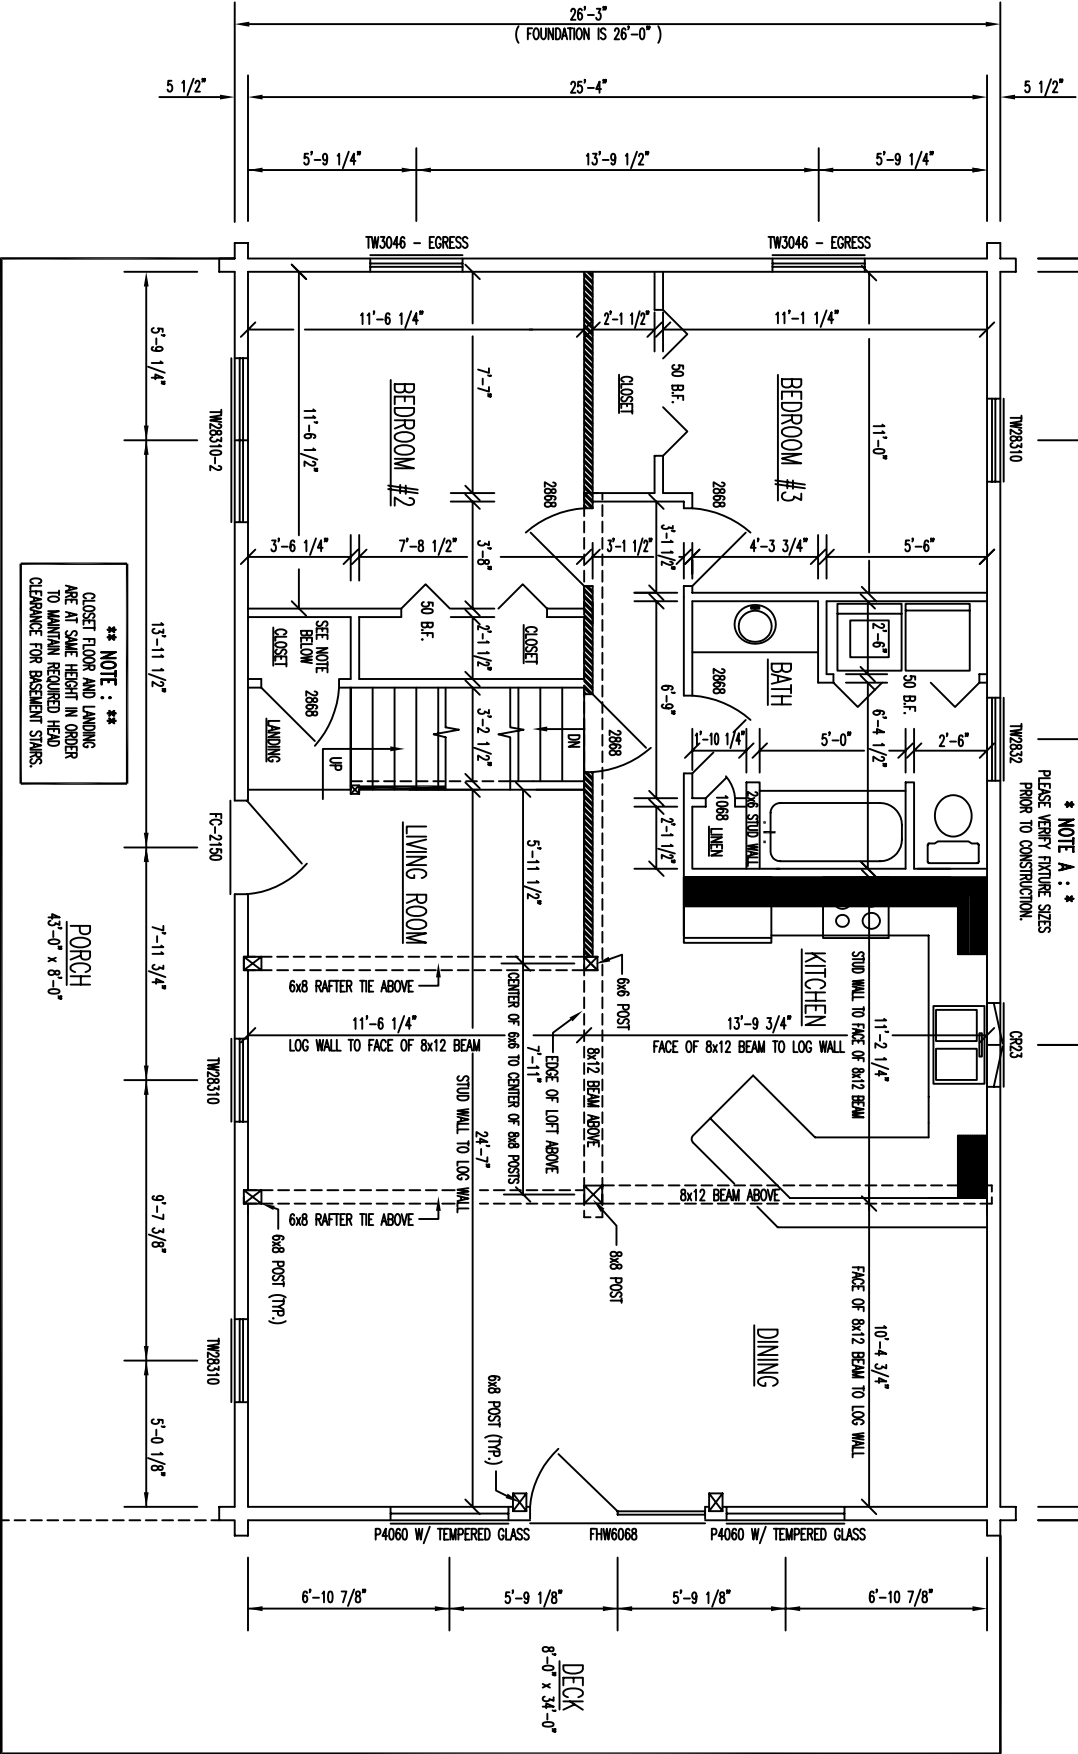 26'-3"
( FOUNDATION IS 26'-0" )
5 1/2"
25'-4"
5 1/2"
5'-9 1/4"
13'-9 1/2"
5'-9 1/4"
TW3046 - EGRESS
TW3046 - EGRESS
11'-6 1/4"
2'-1 1/2"
11'-1 1/4"
5'-9 1/4"
13'-11 1/2"
7'-11 3/4"
9'-7 3/8"
5'-0 1/8"
TW28310-2
FC-2150
TW28310
TW28310
TW28310
TW2832
CR23
* NOTE A : *
PLEASE VERIFY FIXTURE SIZES
PRIOR TO CONSTRUCTION.
BEDROOM #3
11'-0"
50 B.F.
CLOSET
7'-7"
BEDROOM #2
11'-6 1/2"
2868
2868
3'-6 1/4"
7'-8 1/2"
3'-8"
3'-1 1/2"
3'-1 1/2"
4'-3 3/4"
5'-6"
50 B.F.
CLOSET
2'-1 1/2"
SEE NOTE
BELOW
CLOSET
2868
LANDING
UP
DN
3'-2 1/2"
2868
BATH
2868
2'-6"
50 B.F.
6'-9"
6'-4 1/2"
1'-10 1/4"
5'-0"
2'-6"
2x6 STUD WALL
1068
LINEN
2'-1 1/2"
LIVING ROOM
5'-11 1/2"
KITCHEN
STUD WALL TO FACE OF 8x12 BEAM
11'-2 1/4"
6x8 RAFTER TIE ABOVE
6x6 POST
11'-6 1/4"
LOG WALL TO FACE OF 8x12 BEAM
13'-9 3/4"
FACE OF 8x12 BEAM TO LOG WALL
CENTER OF 6x6 TO CENTER OF 8x8 POSTS
7'-11"
EDGE OF LOFT ABOVE
8x12 BEAM ABOVE
STUD WALL TO LOG WALL
24'-7"
8x12 BEAM ABOVE
6x8 RAFTER TIE ABOVE
6x8 POST (TYP.)
8x8 POST
FACE OF 8x12 BEAM TO LOG WALL
10'-4 3/4"
DINING
6x8 POST (TYP.)
P4060 W/ TEMPERED GLASS
FHW6068
P4060 W/ TEMPERED GLASS
6'-10 7/8"
5'-9 1/8"
5'-9 1/8"
6'-10 7/8"
DECK
8'-0" x 34'-0"
PORCH
43'-0" x 8'-0"
** NOTE : **
CLOSET FLOOR AND LANDING
ARE AT SAME HEIGHT IN ORDER
TO MAINTAIN REQUIRED HEAD
CLEARANCE FOR BASEMENT STAIRS.